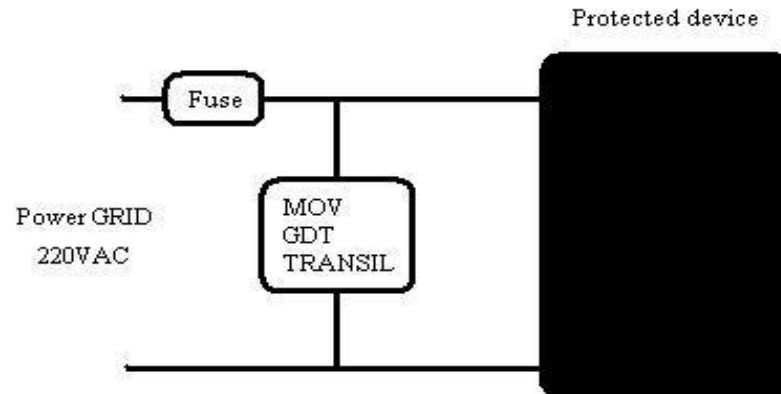 Protected device
Fuse
MOV
GDT
TRANSIL
Power GRID
220VAC